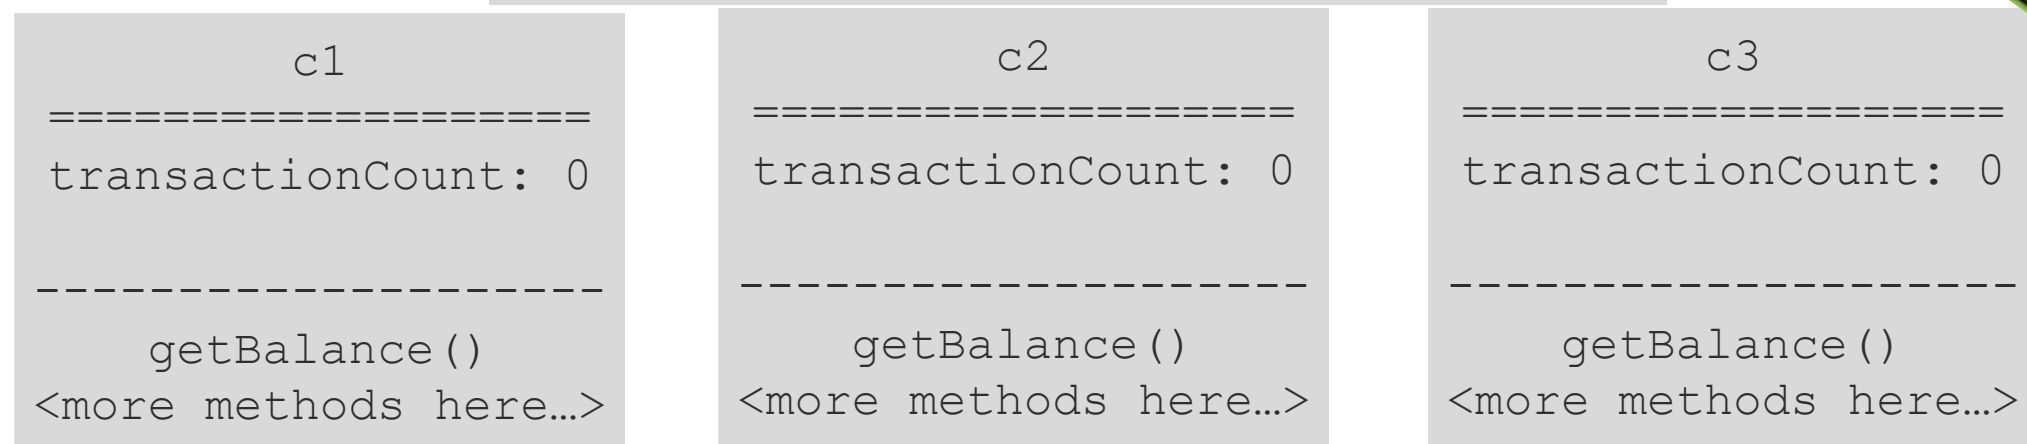 c1
===================
transactionCount: 0
--------------------
getBalance()
<more methods here…>
c2
===================
transactionCount: 0
--------------------
getBalance()
<more methods here…>
c3
===================
transactionCount: 0
--------------------
getBalance()
<more methods here…>